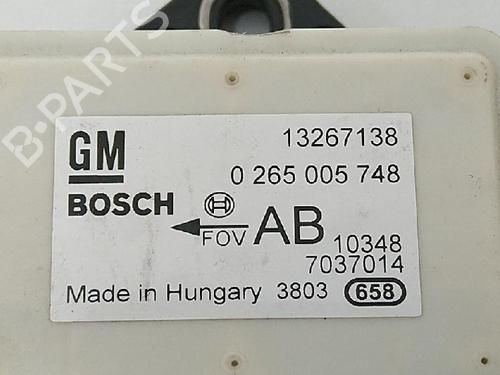 B-PARTS
GM
13267138
0 265 005 748
BOSCH
FOV
AB
10348
7037014
Made in Hungary 3803 658